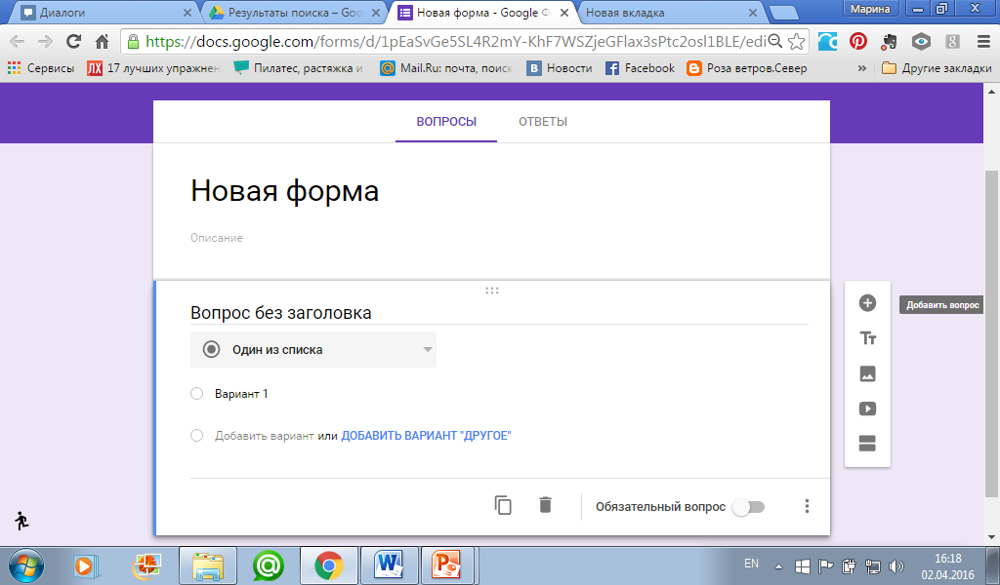 Диалоги
Результаты поиска – Goo
Новая форма - Google Ф
Новая вкладка
Марина
https://docs.google.com/forms/d/1pEaSvGe5SL4R2mY-KhF7WSZjeGFlax3sPtc2osl1BLE/edi
Сервисы
17 лучших упражнен
Пилатес, растяжка и
Mail.Ru: почта, поиск
Новости
Facebook
Роза ветров.Север
»
Другие закладки
ВОПРОСЫ
ОТВЕТЫ
Новая форма
Описание
Вопрос без заголовка
Добавить вопрос
Один из списка
Вариант 1
Добавить вариант или ДОБАВИТЬ ВАРИАНТ "ДРУГОЕ"
Обязательный вопрос
EN
16:18
02.04.2016